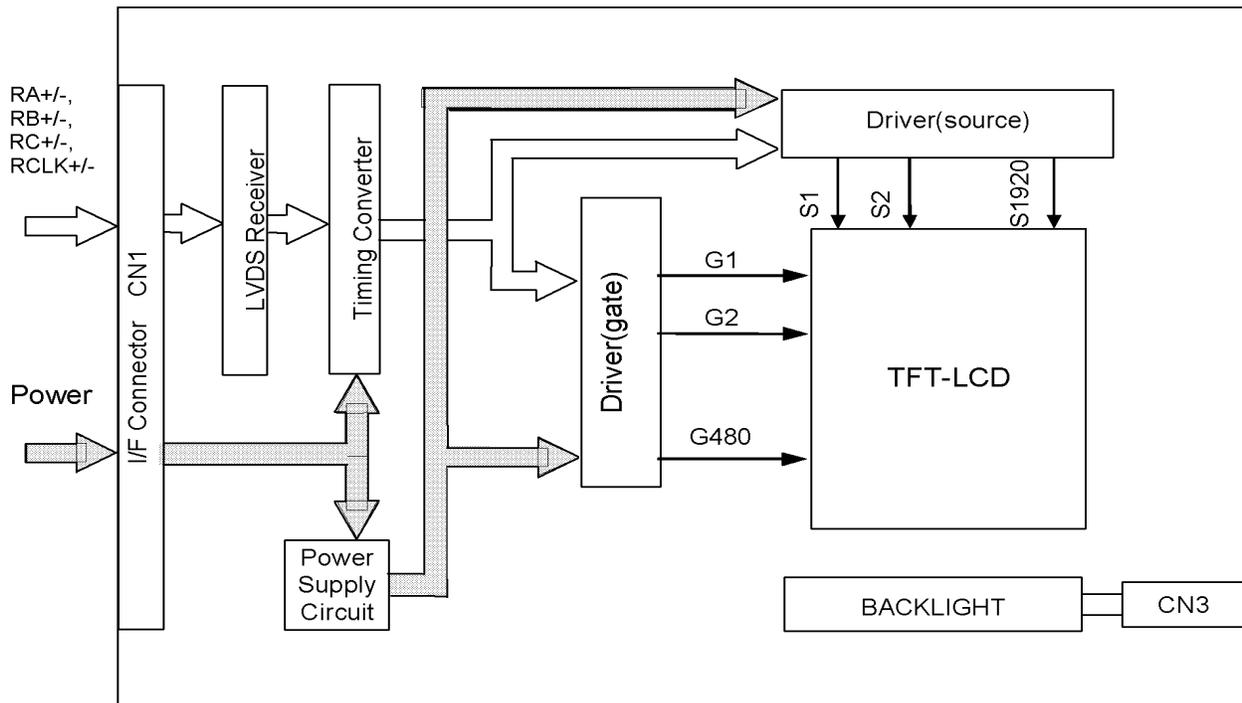 RA+/-,
RB+/-,
RC+/-,
RCLK+/-
Power
I/F Connector CN1
LVDS Receiver
Timing Converter
Power
Supply
Circuit
Driver(gate)
Driver(source)
S1
S2
S1920
G1
G2
G480
TFT-LCD
BACKLIGHT
CN3